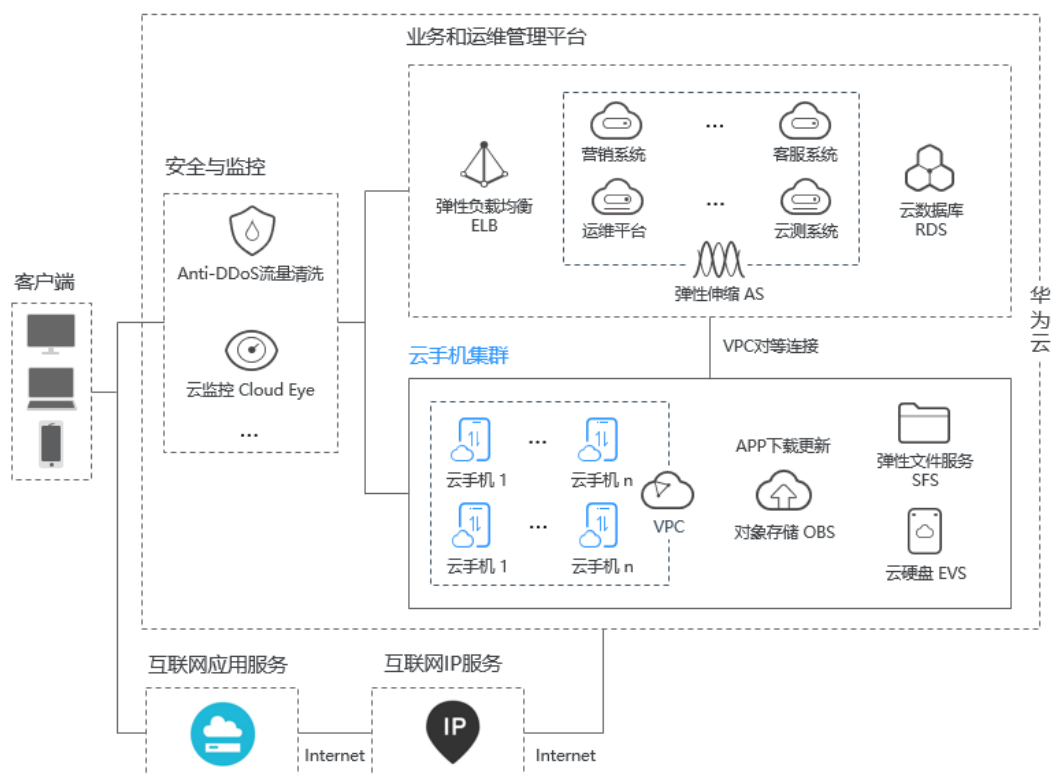 业务和运维管理平台
营销系统
...
客服系统
安全与监控
弹性负载均衡
ELB
运维平台
...
云测系统
云数据库
RDS
Anti-DDoS流量清洗
弹性伸缩 AS
客户端
华
为
云
云手机集群
VPC对等连接
云监控 Cloud Eye
...
云手机 1
...
云手机 n
APP下载更新
弹性文件服务
SFS
VPC
对象存储 OBS
云手机 1
...
云手机 n
云硬盘 EVS
互联网应用服务
互联网IP服务
IP
Internet
Internet